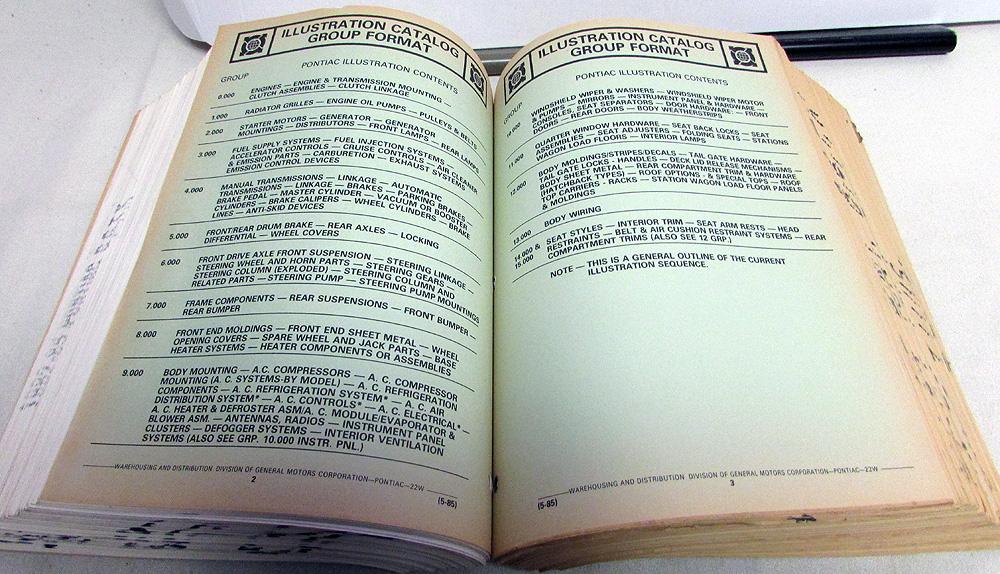 ILLUSTRATION CATALOG
GROUP FORMAT
PONTIAC ILLUSTRATION CONTENTS
GROUP
0.000 ENGINES — ENGINE & TRANSMISSION MOUNTING —
CLUTCH ASSEMBLIES — CLUTCH LINKAGE
1.000 RADIATOR GRILLES — ENGINE OIL PUMPS — PULLEYS & BELTS
2.000 STARTER MOTORS — GENERATOR — GENERATOR
MOUNTINGS — DISTRIBUTORS — FRONT LAMPS — REAR LAMPS
3.000 FUEL SUPPLY SYSTEMS — FUEL INJECTION SYSTEMS —
ACCELERATOR CONTROLS — CRUISE CONTROLS — AIR CLEANER
& EMISSION PARTS — CARBURETION — EXHAUST SYSTEMS
EMISSION CONTROL DEVICES
4.000 MANUAL TRANSMISSIONS — LINKAGE — AUTOMATIC
TRANSMISSIONS — LINKAGE — BRAKES — PARKING BRAKES —
BRAKE PEDAL — MASTER CYLINDER — VACUUM OR BOOSTER
CYLINDERS — BRAKE CALIPERS — WHEEL CYLINDERS — BRAKE
LINES — ANTI-SKID DEVICES
5.000 FRONT/REAR DRUM BRAKE — REAR AXLES — LOCKING
DIFFERENTIAL — WHEEL COVERS
6.000 FRONT DRIVE AXLE FRONT SUSPENSION — STEERING LINKAGE —
STEERING WHEEL AND HORN PARTS — STEERING GEARS —
STEERING COLUMN (EXPLODED) — STEERING COLUMN AND
RELATED PARTS — STEERING PUMP — STEERING PUMP MOUNTINGS
7.000 FRAME COMPONENTS — REAR SUSPENSIONS — FRONT BUMPER —
REAR BUMPER
8.000 FRONT END MOLDINGS — FRONT END SHEET METAL — WHEEL
OPENING COVERS — SPARE WHEEL AND JACK PARTS — BASE
HEATER SYSTEMS — HEATER COMPONENTS OR ASSEMBLIES
9.000 BODY MOUNTING — A.C. COMPRESSORS — A. C. COMPRESSOR
MOUNTING (A. C. SYSTEMS-BY MODEL) — A. C. REFRIGERATION
COMPONENTS — A. C. REFRIGERATION SYSTEM* — A. C. AIR
DISTRIBUTION SYSTEM* — A. C. CONTROLS* — A. C. ELECTRICAL* —
A. C. HEATER & DEFROSTER ASM/A. C. MODULE/EVAPORATOR &
BLOWER ASM. — ANTENNAS, RADIOS — INSTRUMENT PANEL
CLUSTERS — DEFOGGER SYSTEMS — INTERIOR VENTILATION
SYSTEMS (ALSO SEE GRP. 10.000 INSTR. PNL.)
WAREHOUSING AND DISTRIBUTION DIVISION OF GENERAL MOTORS CORPORATION—PONTIAC—22W
2
(5-85)
ILLUSTRATION CATALOG
GROUP FORMAT
PONTIAC ILLUSTRATION CONTENTS
GROUP
10.000 WINDSHIELD WIPER & WASHERS — WINDSHIELD WIPER MOTOR
& PUMPS — MIRRORS — INSTRUMENT PANEL & HARDWARE —
CONSOLES, SEAT SEPARATORS — DOOR HARDWARE: — FRONT
DOORS — REAR DOORS — BODY WEATHERSTRIPS
11.000 QUARTER WINDOW HARDWARE — SEAT BACK LOCKS — SEAT
ASSEMBLIES — SEAT ADJUSTERS — FOLDING SEATS — STATIONS
WAGON LOAD FLOORS — INTERIOR LAMPS
12.000 BODY MOLDINGS/STRIPES/DECALS — TAIL GATE HARDWARE —
TAIL GATE LOCKS - HANDLES — DECK LID RELEASE MECHANISMS —
BODY SHEET METAL — REAR COMPARTMENT TRIM & HARDWARE
(HATCHBACK TYPES) — ROOF OPTIONS - & SPECIAL TOPS — ROOF
TOP CARRIERS - RACKS — STATION WAGON LOAD FLOOR PANELS
& MOLDINGS
13.000 BODY WIRING
14.000 & SEAT STYLES — INTERIOR TRIM — SEAT ARM RESTS — HEAD
15.000 RESTRAINTS — BELT & AIR CUSHION RESTRAINT SYSTEMS — REAR
COMPARTMENT TRIMS (ALSO SEE 12 GRP.)
NOTE — THIS IS A GENERAL OUTLINE OF THE CURRENT
ILLUSTRATION SEQUENCE.
WAREHOUSING AND DISTRIBUTION DIVISION OF GENERAL MOTORS CORPORATION—PONTIAC—22W
3
(5-85)